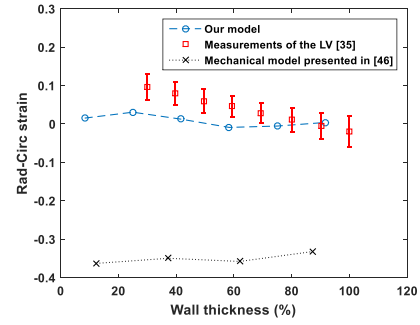 0.3
0.2
0.1
0
-0.1
-0.2
-0.3
-0.4
Rad-Circ strain
Our model
Measurements of the LV [35]
Mechanical model presented in [46]
0 20 40 60 80 100 120
Wall thickness (%)